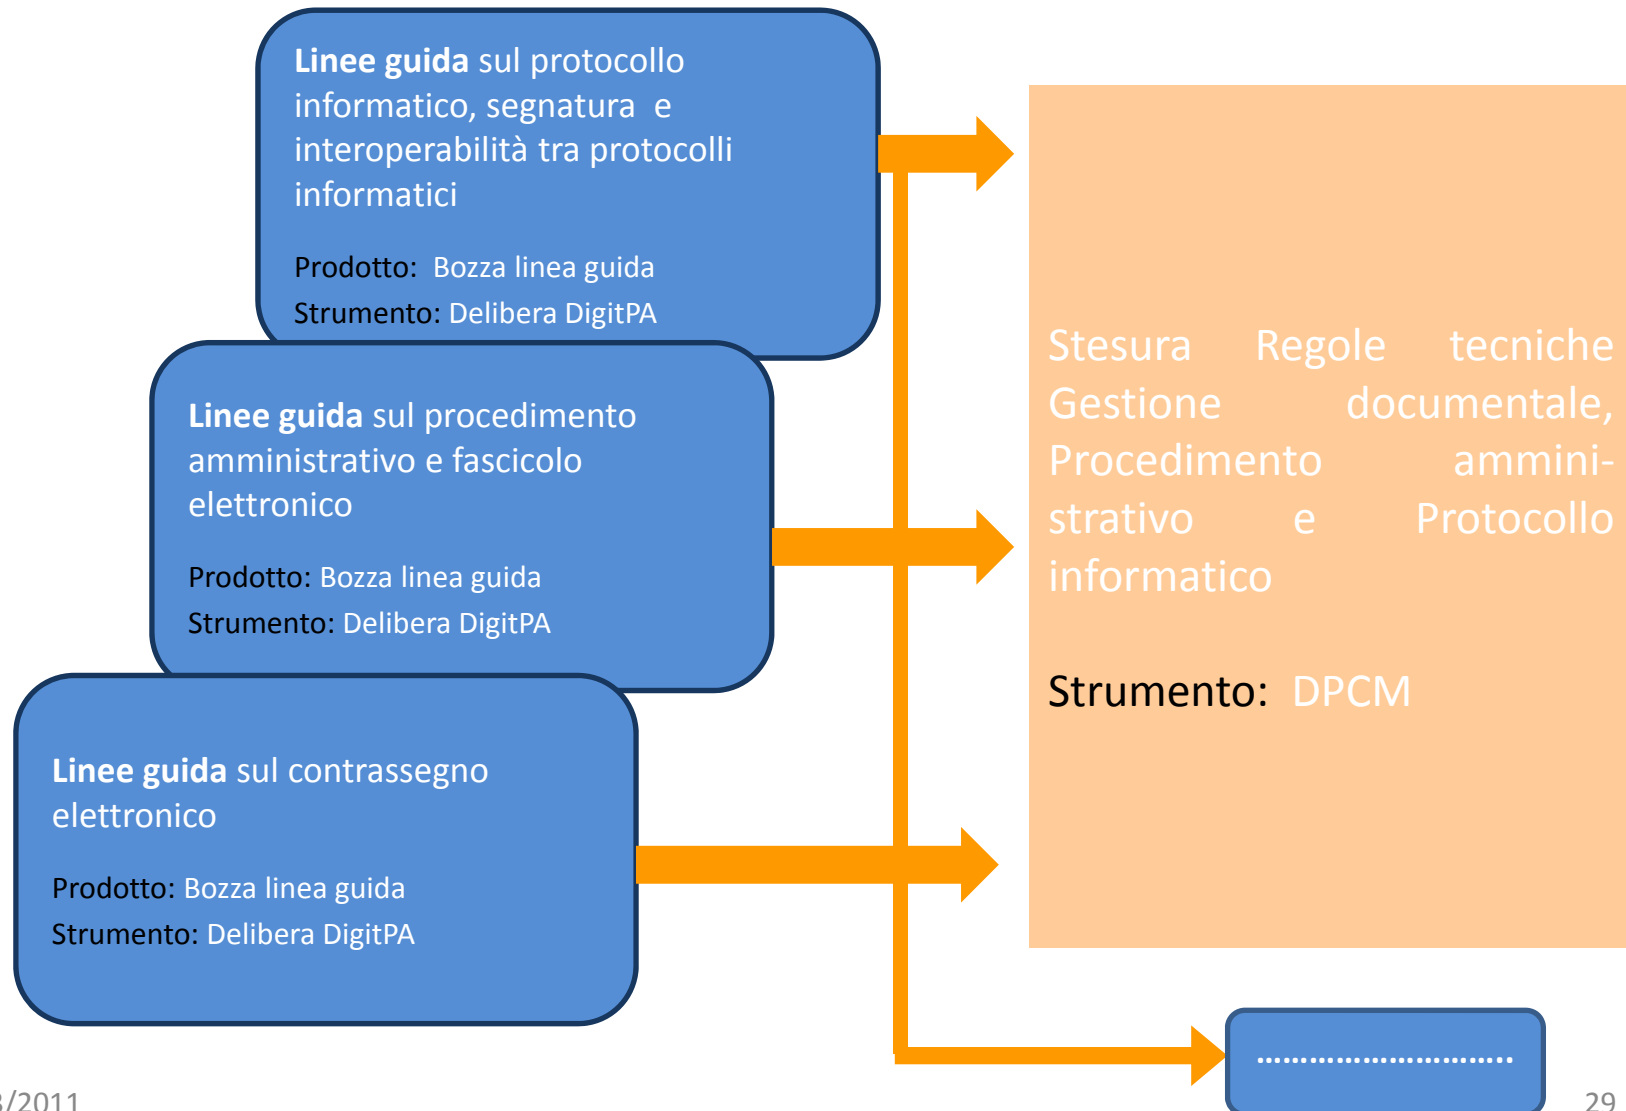 Linee guida sul protocollo
informatico, segnatura e
interoperabilità tra protocolli
informatici
Prodotto: Bozza linea guida
Strumento: Delibera DigitPA
Linee guida sul procedimento
amministrativo e fascicolo
elettronico
Prodotto: Bozza linea guida
Strumento: Delibera DigitPA
Linee guida sul contrassegno
elettronico
Prodotto: Bozza linea guida
Strumento: Delibera DigitPA
Stesura Regole tecniche
Gestione documentale,
Procedimento ammini-
strativo e Protocollo
informatico
Strumento: DPCM
................................
/2011
29